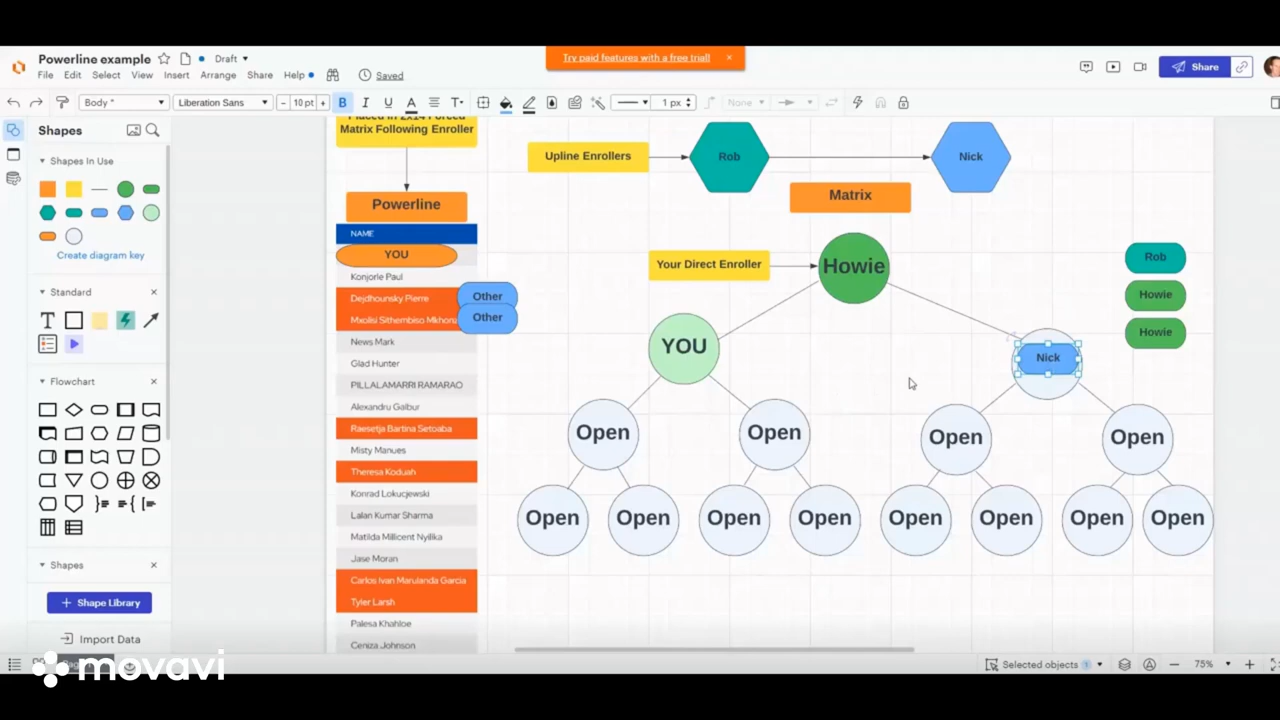 Powerline example
Draft
Try paid features with a free trial!
File Edit Select View Insert Arrange Share Help
Saved
Share
Body *
Liberation Sans
10 pt
B I U A
T
1 px
None
Shapes
Shapes In Use
Create diagram key
Standard
T
Flowchart
Shapes
Shape Library
Import Data
Placed in 2x14 Forced
Matrix Following Enroller
Powerline
NAME
YOU
Konjorle Paul
Dejdhounsky Pierre
Other
Mxolisi Sithembiso Mkhora
Other
News Mark
Glad Hunter
PILLALAMARRI RAMARAO
Alexandru Galbur
Raesetja Bartina Setoaba
Misty Manues
Theresa Koduah
Konrad Lokucjewski
Lalan Kumar Sharma
Matilda Millicent Nyilika
Jase Moran
Carlos Ivan Marulanda Garcia
Tyler Larsh
Palesa Khahloe
Ceniza Johnson
Upline Enrollers
Rob
Nick
Matrix
Your Direct Enroller
Howie
Rob
Howie
Howie
YOU
Nick
Open
Open
Open
Open
Open
Open
Open
Open
Open
Open
Open
Open
movavi
Selected objects 1
75%